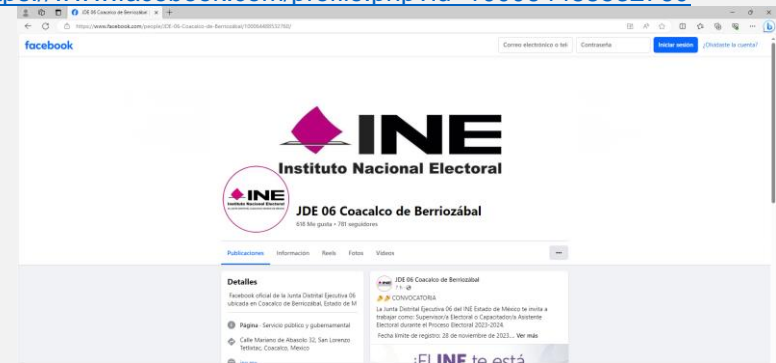 facebook
Correo electrónico o telé
Contraseña
Iniciar sesión
¿Olvidaste la cuenta?
INE
Instituto Nacional Electoral
INE
Instituto Nacional Electoral
JDE 06 Coacalco de Berriozábal
618 Me gusta • 781 seguidores
Publicaciones Información Reels Fotos Videos
Detalles
Facebook oficial de la Junta Distrital Ejecutiva 06
ubicada en Coacalco de Berriozábal, Estado de M
Página · Servicio público y gubernamental
Calle Mariano de Abasolo 32, San Lorenzo
Tetlixtac, Coacalco, Mexico
JDE 06 Coacalco de Berriozábal
7 h
CONVOCATORIA
La Junta Distrital Ejecutiva 06 del INE Estado de México te invita a
trabajar como: Supervisor/a Electoral o Capacitador/a Asistente
Electoral durante el Proceso Electoral 2023-2024.
Fecha límite de registro: 28 de noviembre de 2023... Ver más
¡El INE te está